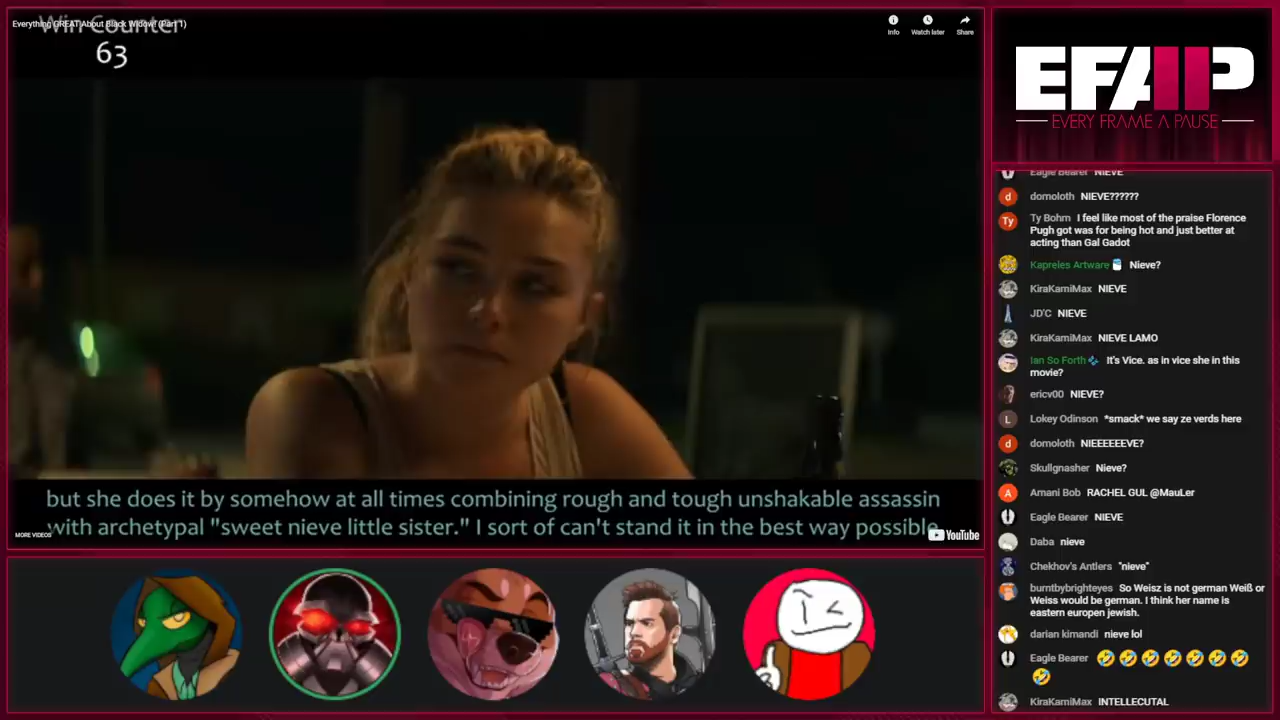 Everything GREAT About Black Widow! (Part 1)
Win Counter
63
Info
Watch later
Share
but she does it by somehow at all times combining rough and tough unshakable assassin
with archetypal "sweet nieve little sister." I sort of can't stand it in the best way possible
MORE VIDEOS
YouTube
EFAP
EVERY FRAME A PAUSE
Eagle Bearer NIEVE
d domoloth NIEVE??????
Ty Ty Bohm I feel like most of the praise Florence
Pugh got was for being hot and just better at
acting than Gal Gadot
Kapreles Artware Nieve?
KiraKamiMax NIEVE
JD'C NIEVE
KiraKamiMax NIEVE LAMO
Ian So Forth It's Vice. as in vice she in this
movie?
ericv00 NIEVE?
L Lokey Odinson *smack* we say ze verds here
d domoloth NIEEEEEEVE?
Skullgnasher Nieve?
A Amani Bob RACHEL GUL @MauLer
Eagle Bearer NIEVE
Daba nieve
Chekhov's Antlers "nieve"
burntbybrighteyes So Weisz is not german Weiß or
Weiss would be german. I think her name is
eastern europen jewish.
darian kimandi nieve lol
Eagle Bearer 🤣🤣🤣🤣🤣🤣🤣
🤣
KiraKamiMax INTELLECUTAL